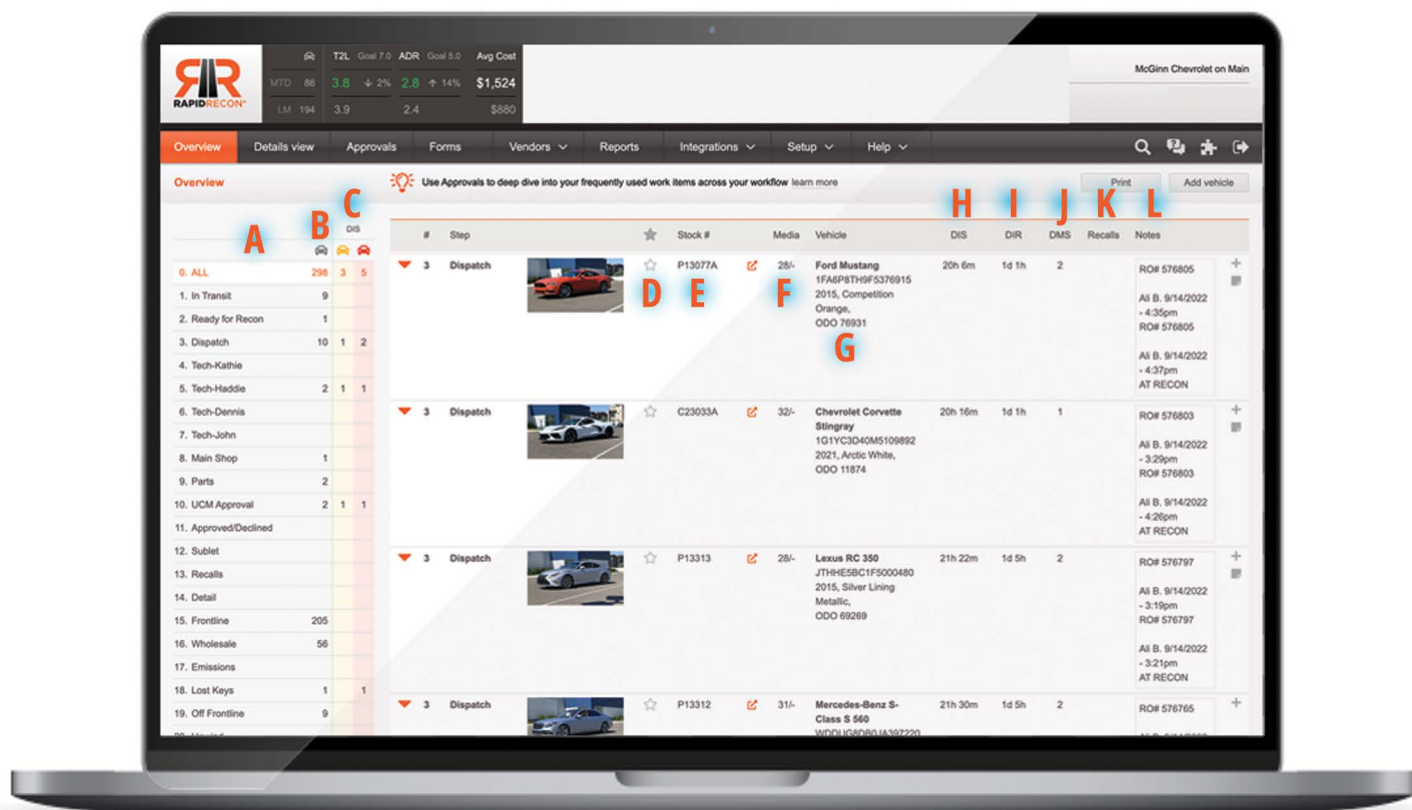 RAPIDRECON
T2L Goal 7.0 ADR Goal 5.0 Avg Cost
MTD 86 3.8 ↓ 2% 2.8 ↑ 14% $1,524
LM 194 3.9 2.4 $880
McGinn Chevrolet on Main
Overview Details view Approvals Forms Vendors Reports Integrations Setup Help
Overview
Use Approvals to deep dive into your frequently used work items across your workflow learn more
Print Add vehicle
A B C
DIS
0. ALL 298 3 5
1. In Transit 9
2. Ready for Recon 1
3. Dispatch 10 1 2
4. Tech-Kathie
5. Tech-Haddie 2 1 1
6. Tech-Dennis
7. Tech-John
8. Main Shop 1
9. Parts 2
10. UCM Approval 2 1 1
11. Approved/Declined
12. Sublet
13. Recalls
14. Detail
15. Frontline 205
16. Wholesale 56
17. Emissions
18. Lost Keys 1 1
19. Off Frontline 9
H I J K L
# Step Stock # Media Vehicle DIS DIR DMS Recalls Notes
3 Dispatch P13077A 28/- Ford Mustang 20h 6m 1d 1h 2
1FA6P8TH9F5376915
2015, Competition
Orange,
ODO 76931
D E F G
RO# 576805
Ali B. 9/14/2022
- 4:35pm
RO# 576805
Ali B. 9/14/2022
- 4:37pm
AT RECON
3 Dispatch C23033A 32/- Chevrolet Corvette 20h 16m 1d 1h 1
Stingray
1G1YC3D40M5109892
2021, Arctic White,
ODO 11874
RO# 576803
Ali B. 9/14/2022
- 3:29pm
RO# 576803
Ali B. 9/14/2022
- 4:26pm
AT RECON
3 Dispatch P13313 28/- Lexus RC 350 21h 22m 1d 5h 2
JTHHE5BC1F5000480
2015, Silver Lining
Metallic,
ODO 69269
RO# 576797
Ali B. 9/14/2022
- 3:19pm
RO# 576797
Ali B. 9/14/2022
- 3:21pm
AT RECON
3 Dispatch P13312 31/- Mercedes-Benz S- 21h 30m 1d 5h 2
Class S 560
RO# 576765